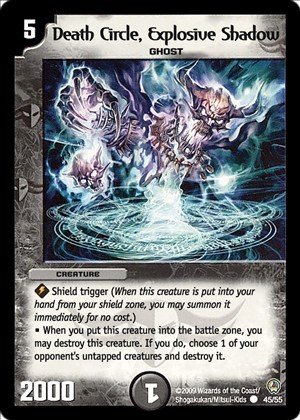 5
Death Circle, Explosive Shadow
GHOST
CREATURE
Shield trigger (When this creature is put into your
hand from your shield zone, you may summon it
immediately for no cost.)
▪ When you put this creature into the battle zone, you
may destroy this creature. If you do, choose 1 of your
opponent's untapped creatures and destroy it.
2000
1
©2009 Wizards of the Coast/
Shogakukan/Mitsui-Kids
45/55